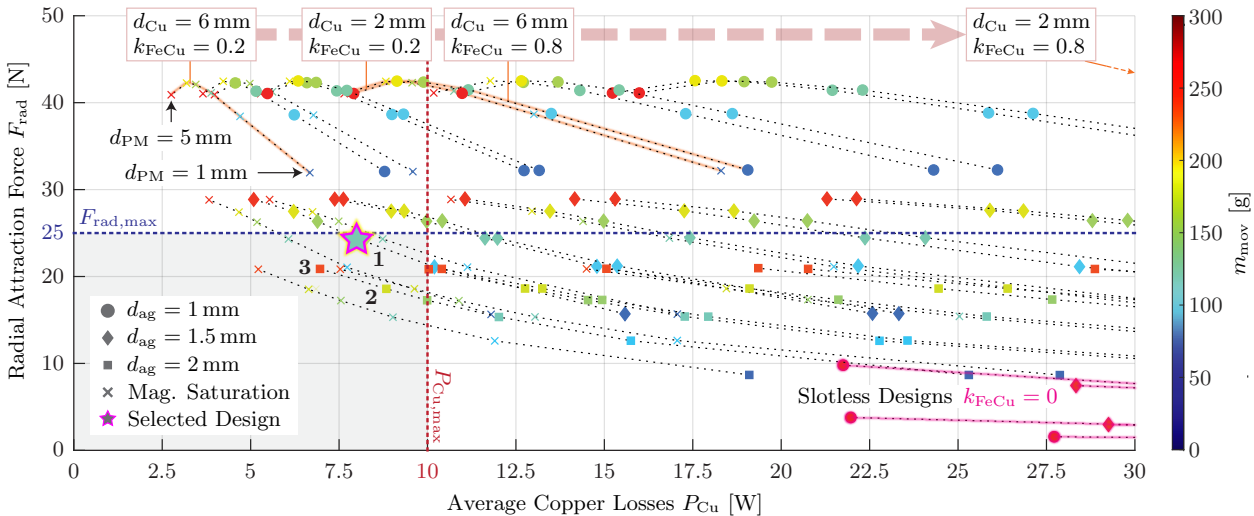 d_Cu = 6 mm
k_FeCu = 0.2
d_Cu = 2 mm
k_FeCu = 0.2
d_Cu = 6 mm
k_FeCu = 0.8
d_Cu = 2 mm
k_FeCu = 0.8
50
40
30
25
20
10
0
Radial Attraction Force F_rad [N]
d_PM = 5 mm
d_PM = 1 mm
F_rad,max
1
3
2
d_ag = 1 mm
d_ag = 1.5 mm
d_ag = 2 mm
Mag. Saturation
Selected Design
P_Cu,max
Slotless Designs k_FeCu = 0
0 2.5 5 7.5 10 12.5 15 17.5 20 22.5 25 27.5 30
Average Copper Losses P_Cu [W]
300
250
200
150
100
50
0
m_mov [g]